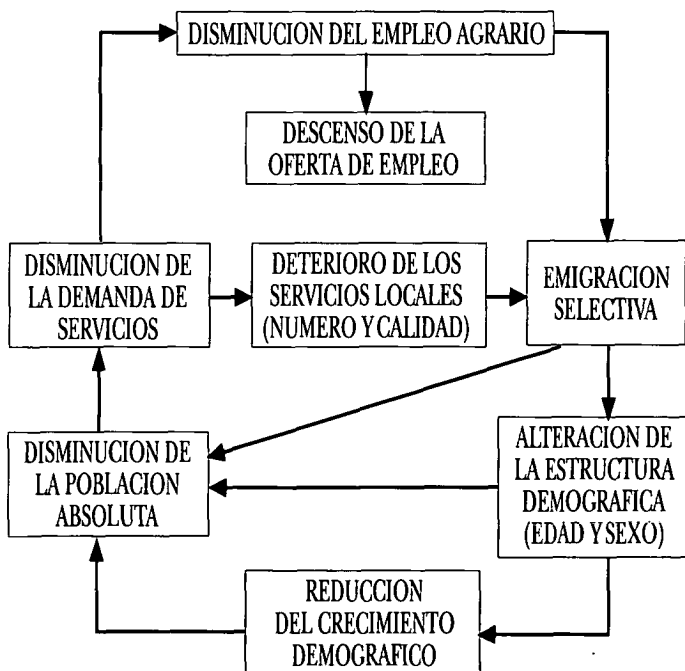 DISMINUCION DEL EMPLEO AGRARIO
DESCENSO DE LA
OFERTA DE EMPLEO
DISMINUCION DE
LA DEMANDA DE
SERVICIOS
DETERIORO DE LOS
SERVICIOS LOCALES
(NUMERO Y CALIDAD)
EMIGRACION
SELECTIVA
DISMINUCION DE
LA POBLACION
ABSOLUTA
ALTERACION DE
LA ESTRUCTURA
DEMOGRAFICA
(EDAD Y SEXO)
REDUCCION
DEL CRECIMIENTO
DEMOGRAFICO